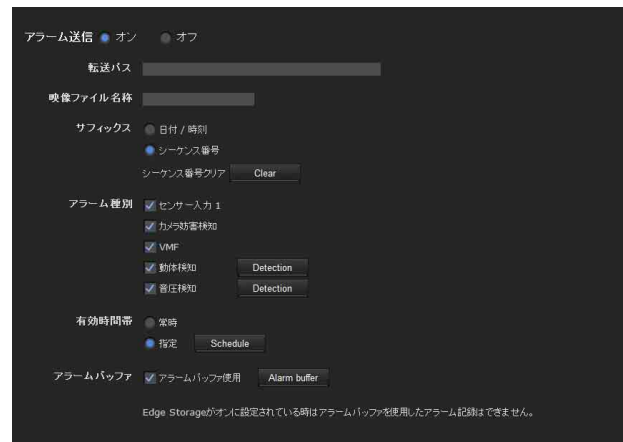 アラーム送信 オン オフ
転送パス
映像ファイル名称
サフィックス 日付 / 時刻
シーケンス番号
シーケンス番号クリア Clear
アラーム種別 センサー入力 1
カメラ妨害検知
VMF
動体検知 Detection
音圧検知 Detection
有効時間帯 常時
指定 Schedule
アラームバッファ アラームバッファ使用 Alarm buffer
Edge Storageがオンに設定されている時はアラームバッファを使用したアラーム記録はできません。